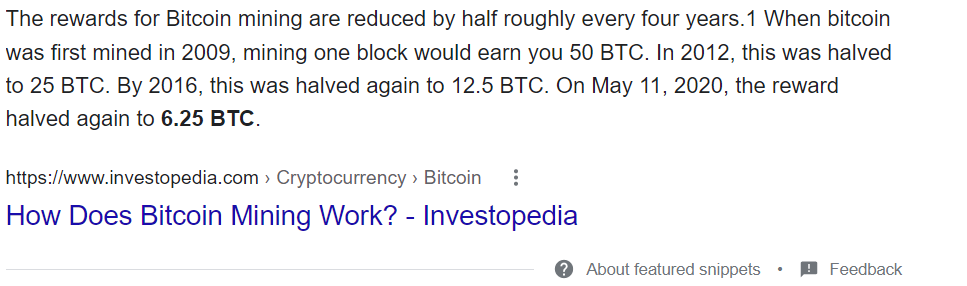 The rewards for Bitcoin mining are reduced by half roughly every four years.1 When bitcoin
was first mined in 2009, mining one block would earn you 50 BTC. In 2012, this was halved
to 25 BTC. By 2016, this was halved again to 12.5 BTC. On May 11, 2020, the reward
halved again to 6.25 BTC.
https://www.investopedia.com › Cryptocurrency › Bitcoin
How Does Bitcoin Mining Work? - Investopedia
About featured snippets • Feedback